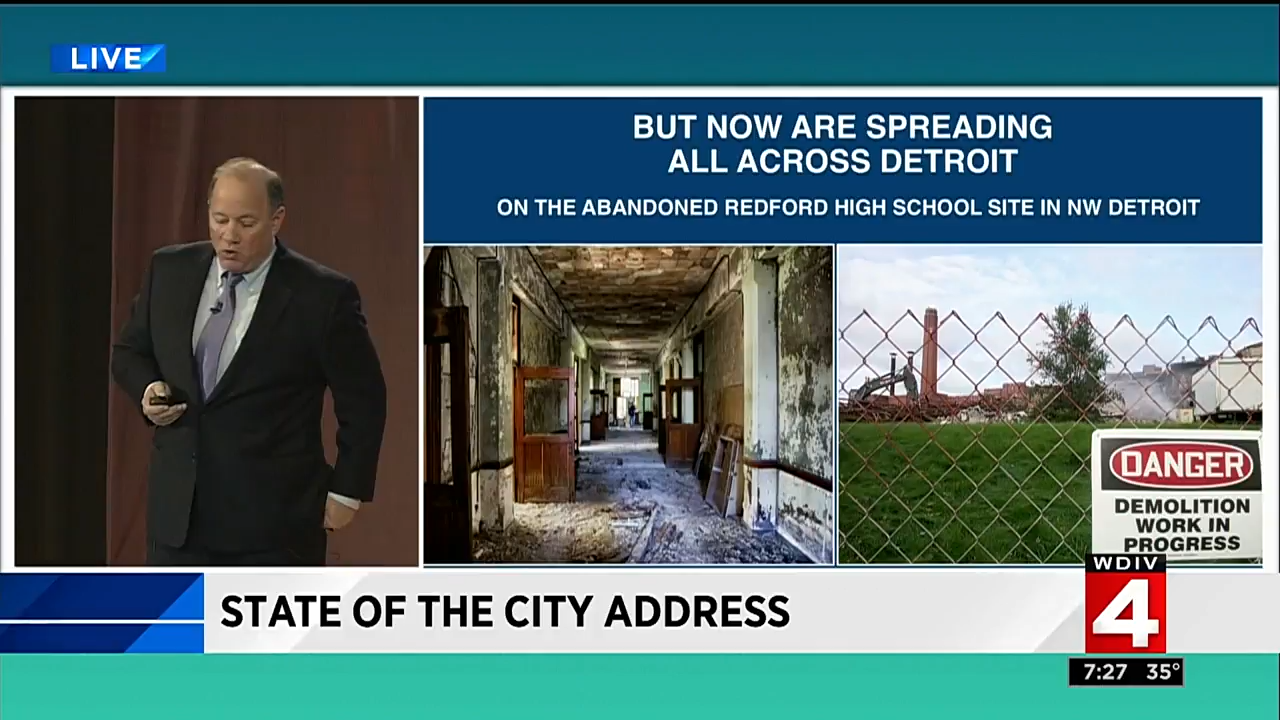 LIVE
BUT NOW ARE SPREADING
ALL ACROSS DETROIT
ON THE ABANDONED REDFORD HIGH SCHOOL SITE IN NW DETROIT
DANGER
DEMOLITION
WORK IN
PROGRESS
STATE OF THE CITY ADDRESS
WDIV
4
7:27 35°